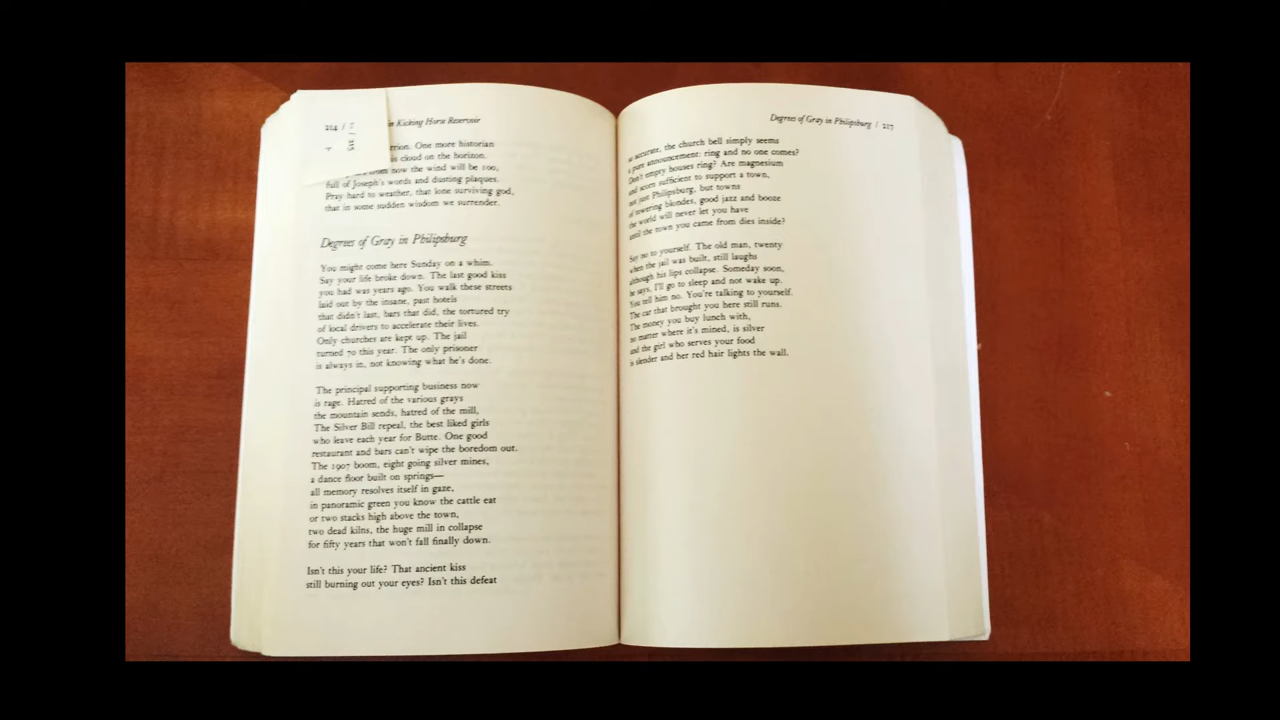 214 /
in Kicking Horse Reservoir
One more historian
is cloud on the horizon.
from now the wind will be 100,
full of Joseph's words and dusting plaques.
Pray hard to weather, that lone surviving god,
that in some sudden wisdom we surrender.
Degrees of Gray in Philipsburg
You might come here Sunday on a whim.
Say your life broke down. The last good kiss
you had was years ago. You walk these streets
laid out by the insane, past hotels
that didn't last, bars that did, the tortured try
of local drivers to accelerate their lives.
Only churches are kept up. The jail
turned 70 this year. The only prisoner
is always in, not knowing what he's done.
The principal supporting business now
is rage. Hatred of the various grays
the mountain sends, hatred of the mill,
The Silver Bill repeal, the best liked girls
who leave each year for Butte. One good
restaurant and bars can't wipe the boredom out.
The 1907 boom, eight going silver mines,
a dance floor built on springs—
all memory resolves itself in gaze,
in panoramic green you know the cattle eat
or two stacks high above the town,
two dead kilns, the huge mill in collapse
for fifty years that won't fall finally down.
Isn't this your life? That ancient kiss
still burning out your eyes? Isn't this defeat
Degrees of Gray in Philipsburg / 217
so accurate, the church bell simply seems
a pure announcement: ring and no one comes?
Don't empty houses ring? Are magnesium
and scorn sufficient to support a town,
not just Philipsburg, but towns
of towering blondes, good jazz and booze
the world will never let you have
until the town you came from dies inside?
Say no to yourself. The old man, twenty
when the jail was built, still laughs
although his lips collapse. Someday soon,
he says, I'll go to sleep and not wake up.
You tell him no. You're talking to yourself.
The car that brought you here still runs.
The money you buy lunch with,
no matter where it's mined, is silver
and the girl who serves your food
is slender and her red hair lights the wall.